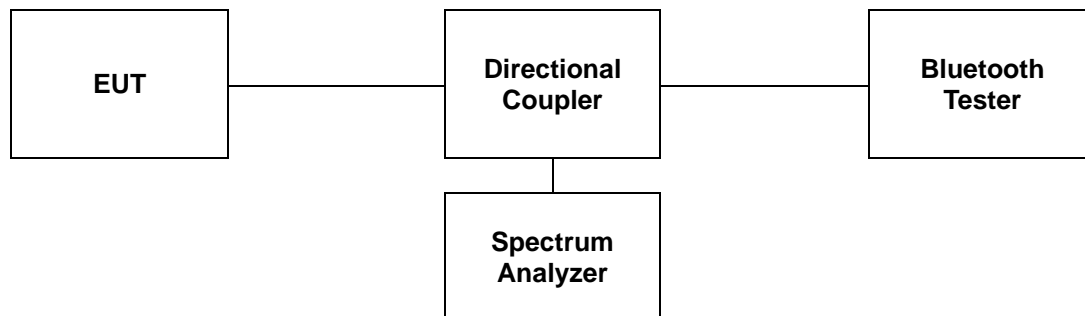 EUT
Directional
Coupler
Bluetooth
Tester
Spectrum
Analyzer